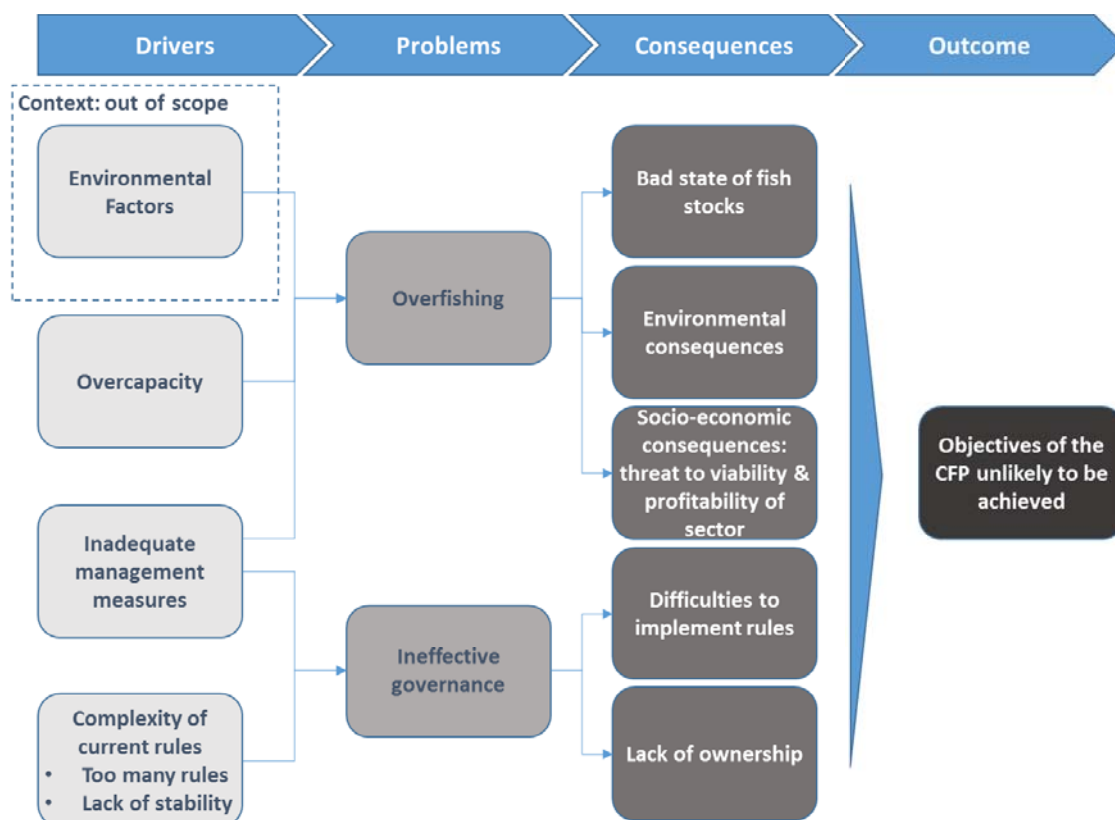 Drivers
Problems
Consequences
Outcome
Context: out of scope
Environmental
Factors
Overcapacity
Inadequate
management
measures
Complexity of
current rules
• Too many rules
• Lack of stability
Overfishing
Ineffective
governance
Bad state of fish
stocks
Environmental
consequences
Socio-economic
consequences:
threat to viability &
profitability of
sector
Difficulties to
implement rules
Lack of ownership
Objectives of the
CFP unlikely to be
achieved